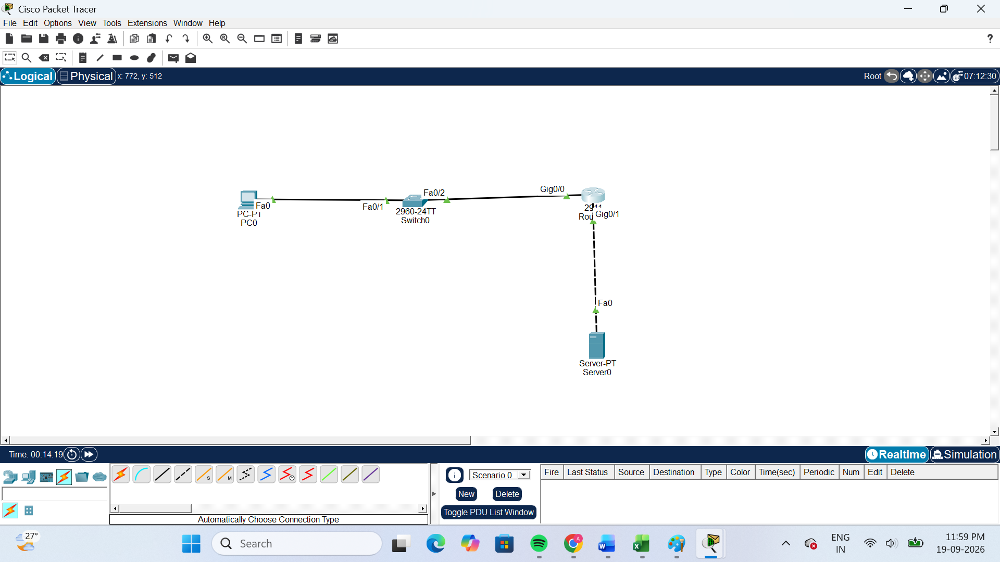 Cisco Packet Tracer
File Edit Options View Tools Extensions Window Help
?
Logical Physical x: 772, y: 512 Root 07:12:30
Fa0/2 Gig0/0
Fa0 Fa0/1 2960-24TT Switch0
PC0
Gig0/1
Fa0
Server-PT
Server0
Time: 00:14:19 Realtime Simulation
S M
Scenario 0
New Delete
Toggle PDU List Window
Fire Last Status Source Destination Type Color Time(sec) Periodic Num Edit Delete
Automatically Choose Connection Type
27°
Search
ENG
IN
11:59 PM
19-09-2026